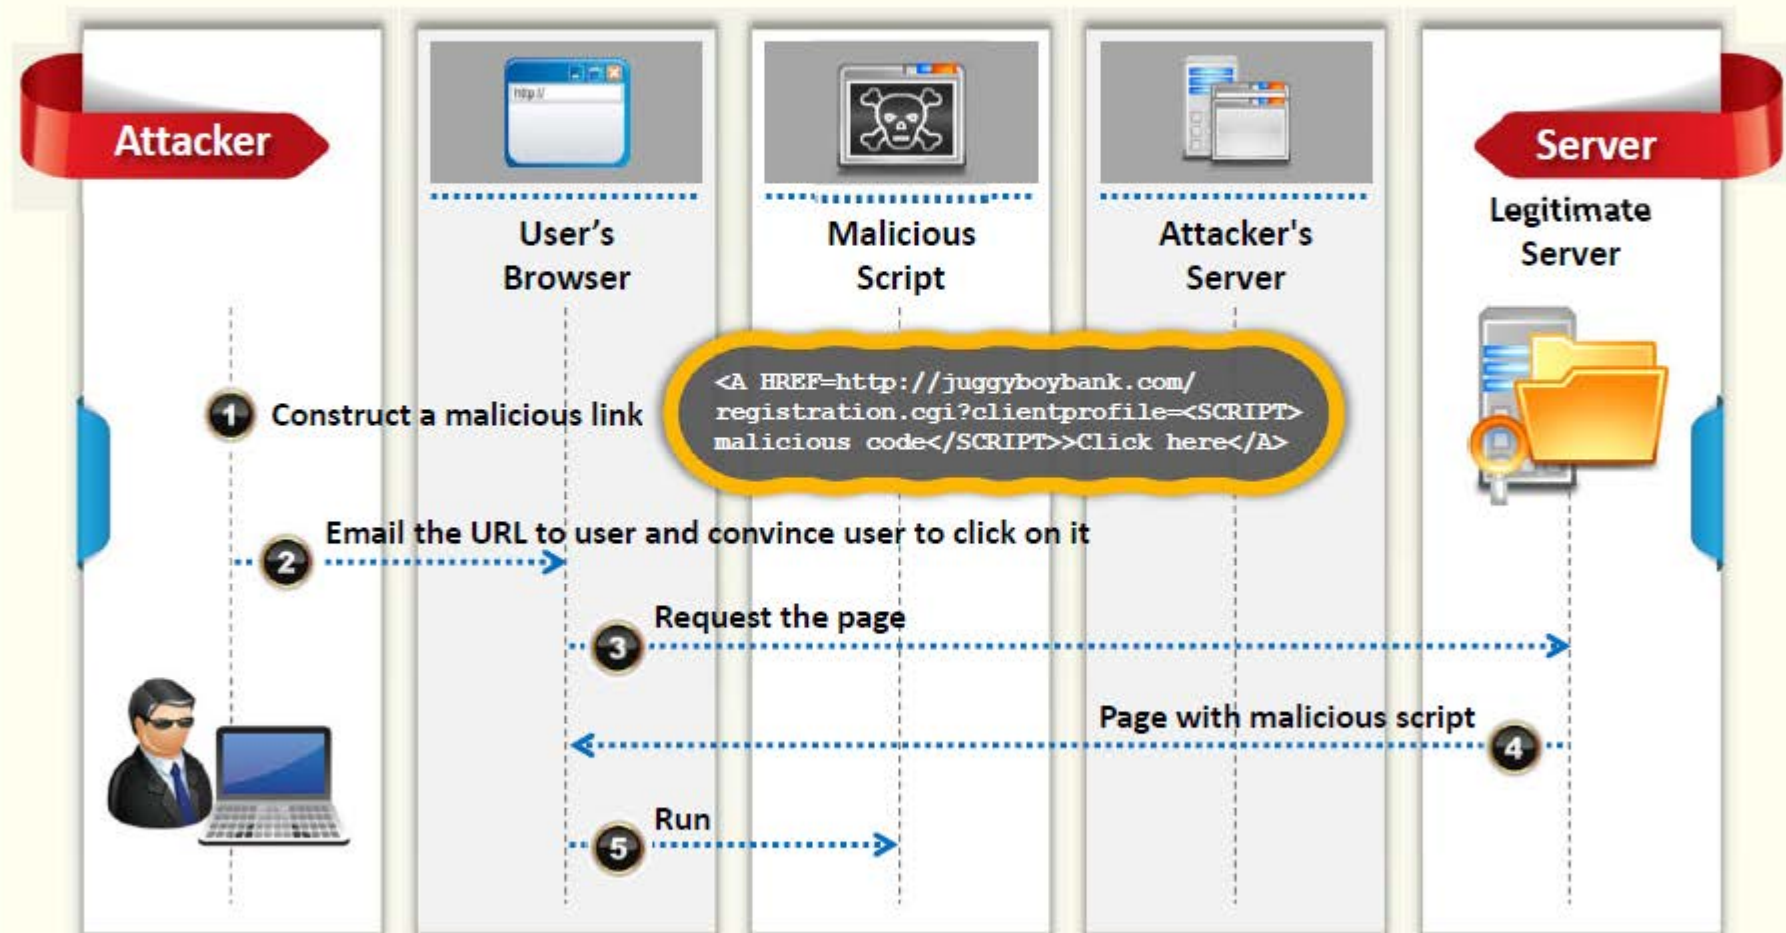 Attacker
http://
Server
User's
Browser
Malicious
Script
Attacker's
Server
Legitimate
Server
1 Construct a malicious link
<A HREF=http://juggyboybank.com/
registration.cgi?clientprofile=<SCRIPT>
malicious code</SCRIPT>>Click here</A>
Email the URL to user and convince user to click on it
2
Request the page
3
Page with malicious script
4
Run
5